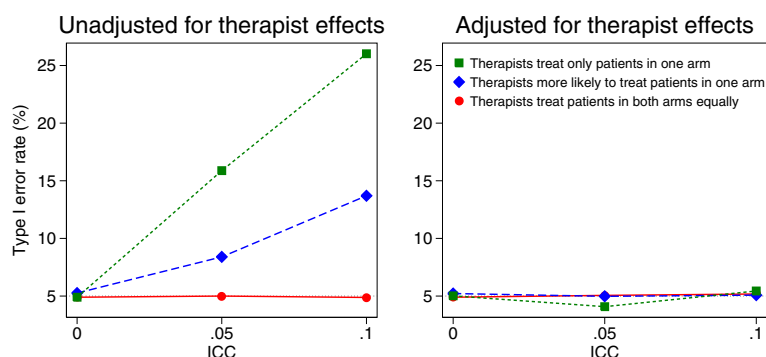 Unadjusted for therapist effects
Type I error rate (%)
25
20
15
10
5
0
.05
.1
ICC
Adjusted for therapist effects
Therapists treat only patients in one arm
Therapists more likely to treat patients in one arm
Therapists treat patients in both arms equally
25
20
15
10
5
0
.05
.1
ICC